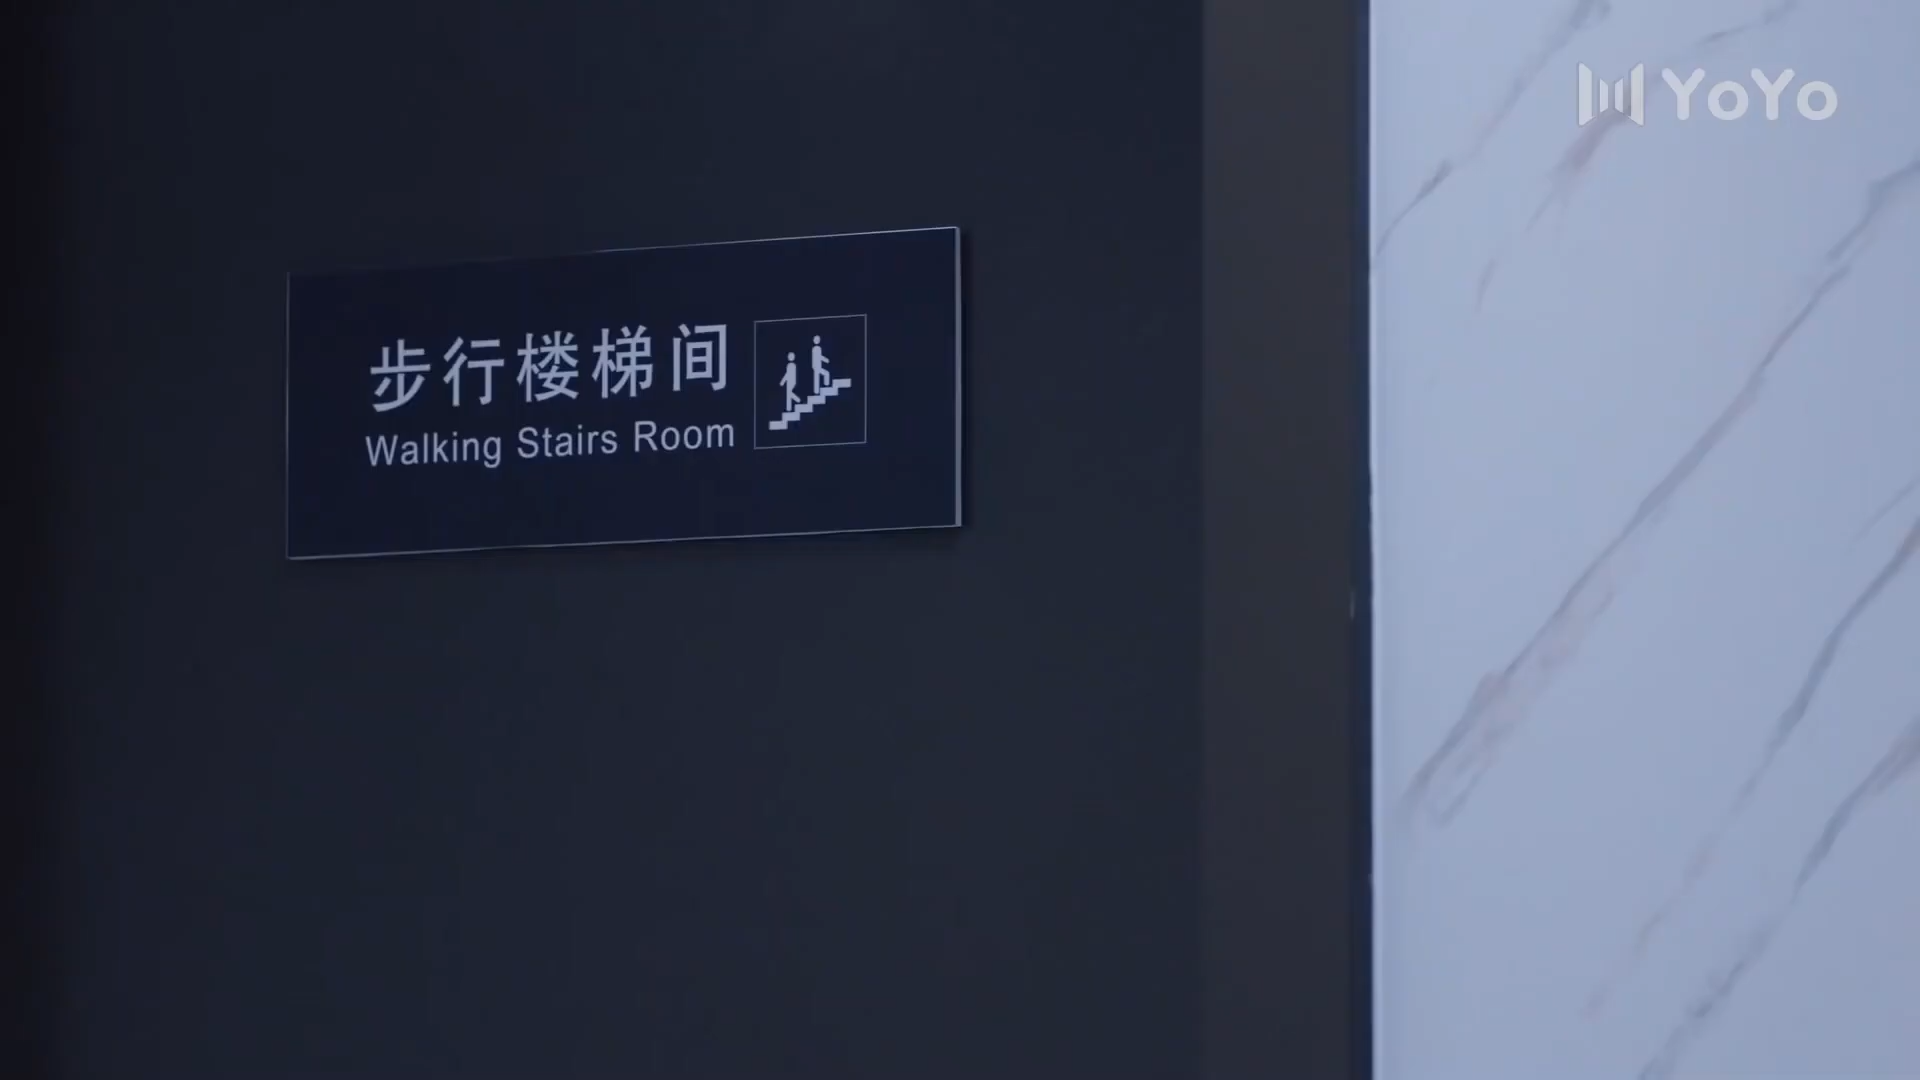 YoYo
步行楼梯间
Walking Stairs Room